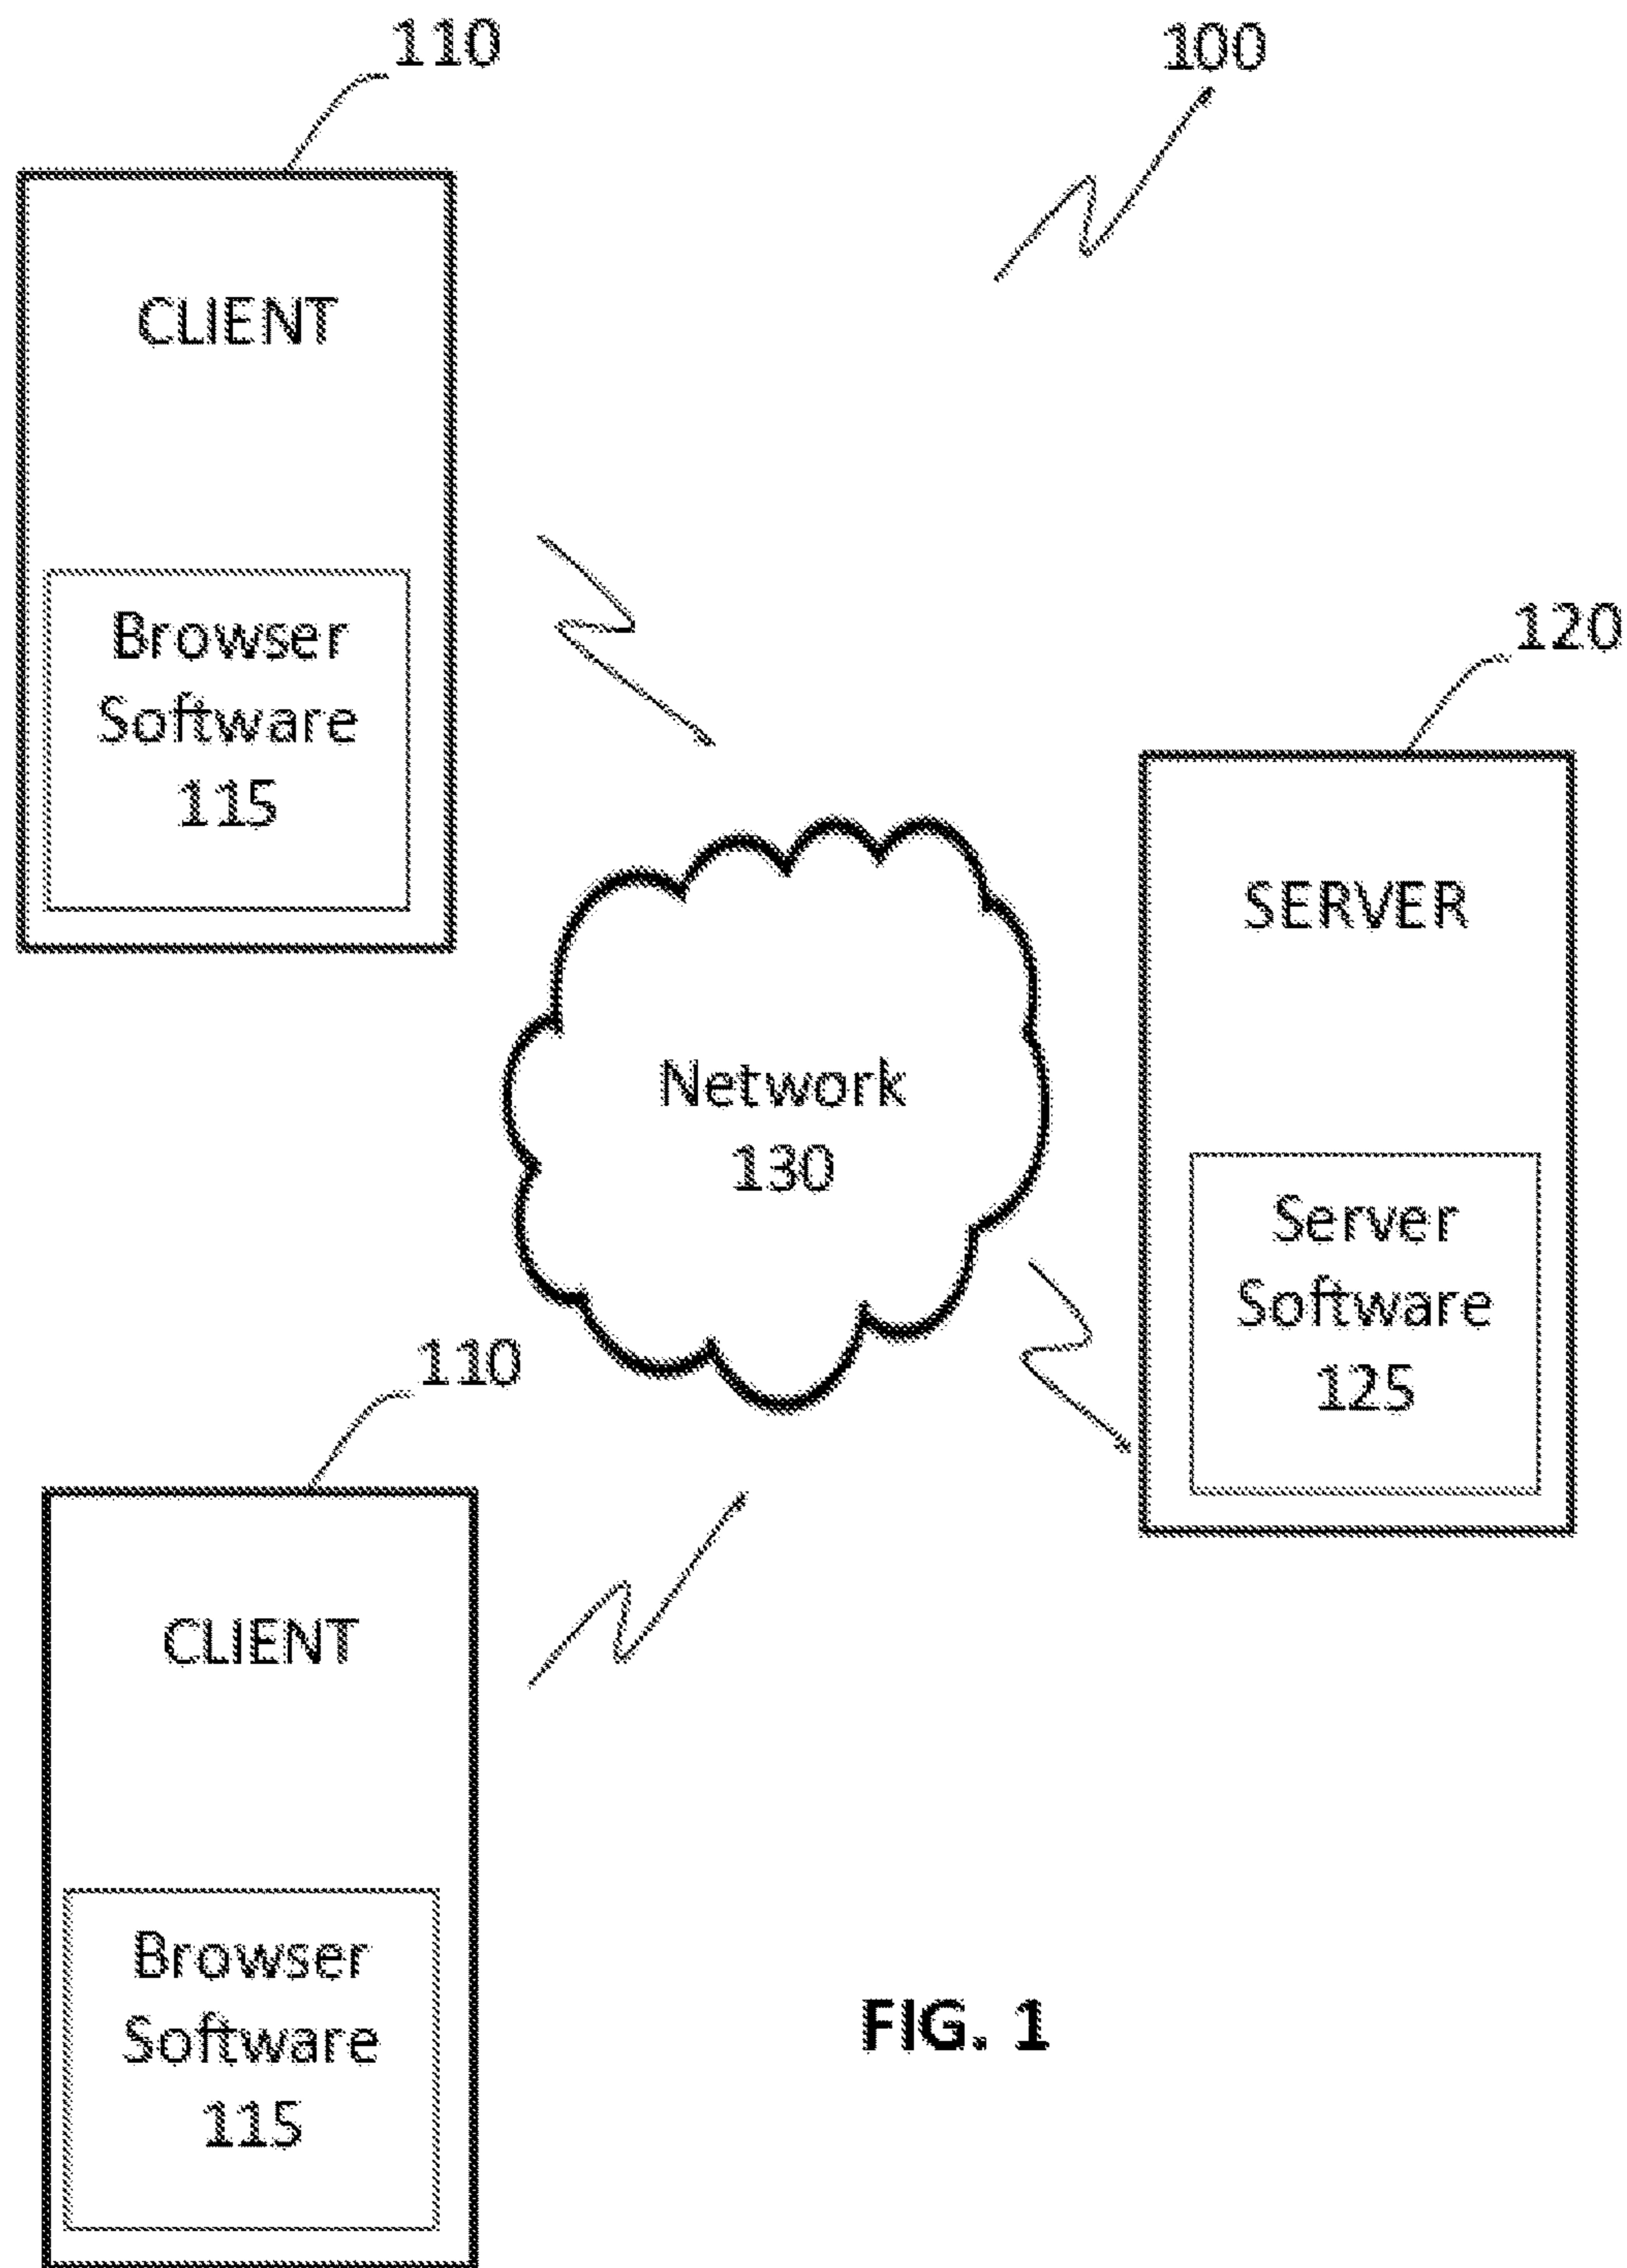 110
100
CLIENT
Browser
Software
115
120
SERVER
Network
130
Server
Software
125
110
CLIENT
Browser
Software
115
FIG. 1